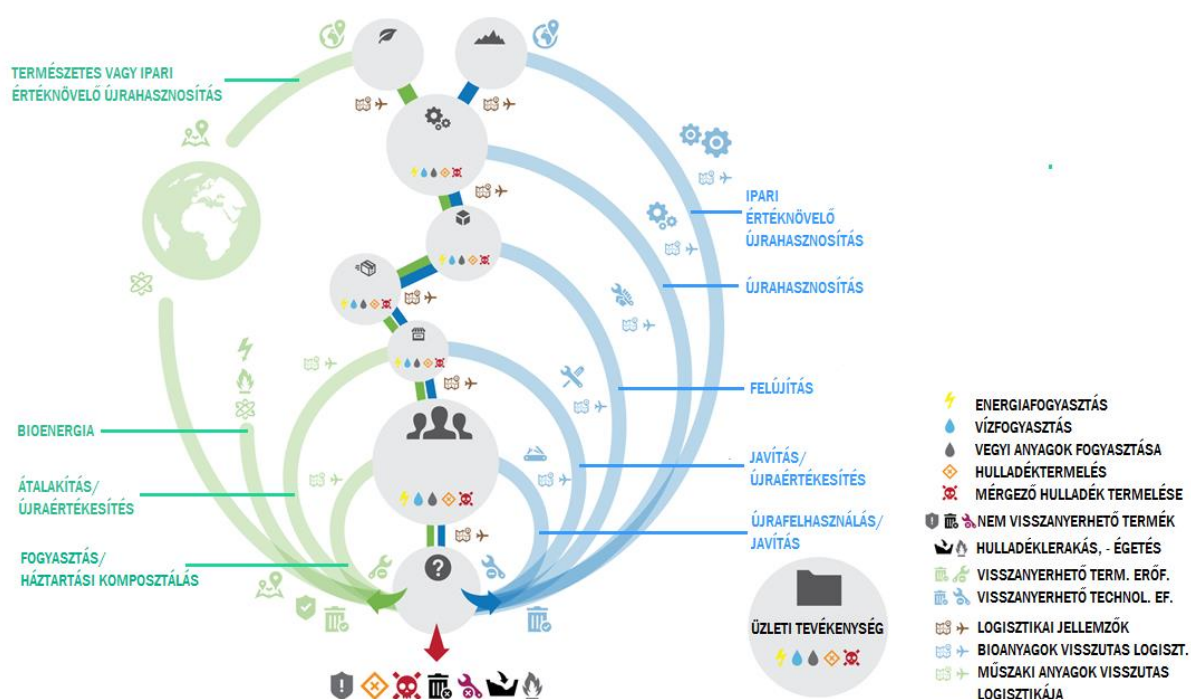 TERMÉSZETES VAGY IPARI
ÉRTÉKNÖVELŐ ÚJRAHASZNOSÍTÁS
BIOENERGIA
ÁTALAKÍTÁS/
ÚJRAÉRTÉKESÍTÉS
FOGYASZTÁS/
HÁZTARTÁSI KOMPOSZTÁLÁS
IPARI
ÉRTÉKNÖVELŐ
ÚJRAHASZNOSÍTÁS
ÚJRAHASZNOSÍTÁS
FELÚJÍTÁS
JAVÍTÁS/
ÚJRAÉRTÉKESÍTÉS
ÚJRAFELHASZNÁLÁS/
JAVÍTÁS
?
ÜZLETI TEVÉKENYSÉG
ENERGIAFOGYASZTÁS
VÍZFOGYASZTÁS
VEGYI ANYAGOK FOGYASZTÁSA
HULLADÉKTERMELÉS
MÉRGEZŐ HULLADÉK TERMELÉSE
NEM VISSZANYERHETŐ TERMÉK
HULLADÉKLERAKÁS, - ÉGETÉS
VISSZANYERHETŐ TERM. ERŐF.
VISSZANYERHETŐ TECHNOL. EF.
LOGISZTIKAI JELLEMZŐK
BIOANYAGOK VISSZUTAS LOGISZT.
MŰSZAKI ANYAGOK VISSZUTAS
LOGISZTIKÁJA